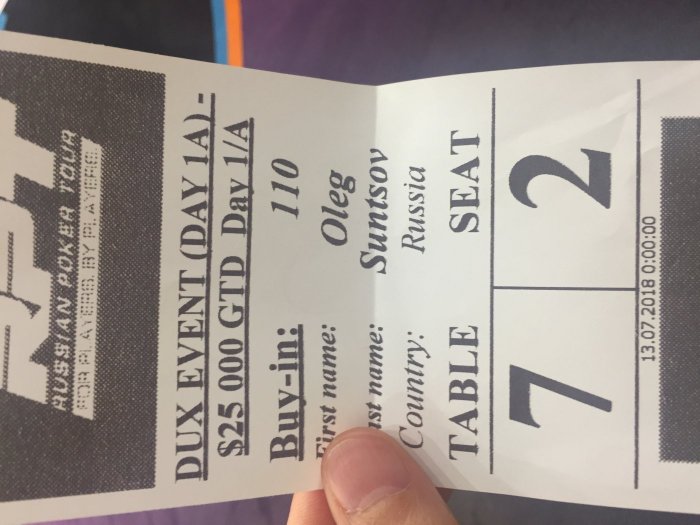 RPT
RUSSIAN POKER TOUR
FOR PLAYERS. BY PLAYERS.
DUX EVENT (DAY 1A) -
$25 000 GTD Day 1/A
Buy-in: 110
First name: Oleg
ast name: Suntsov
Country: Russia
TABLE SEAT
7 2
13.07.2018 0:00:00